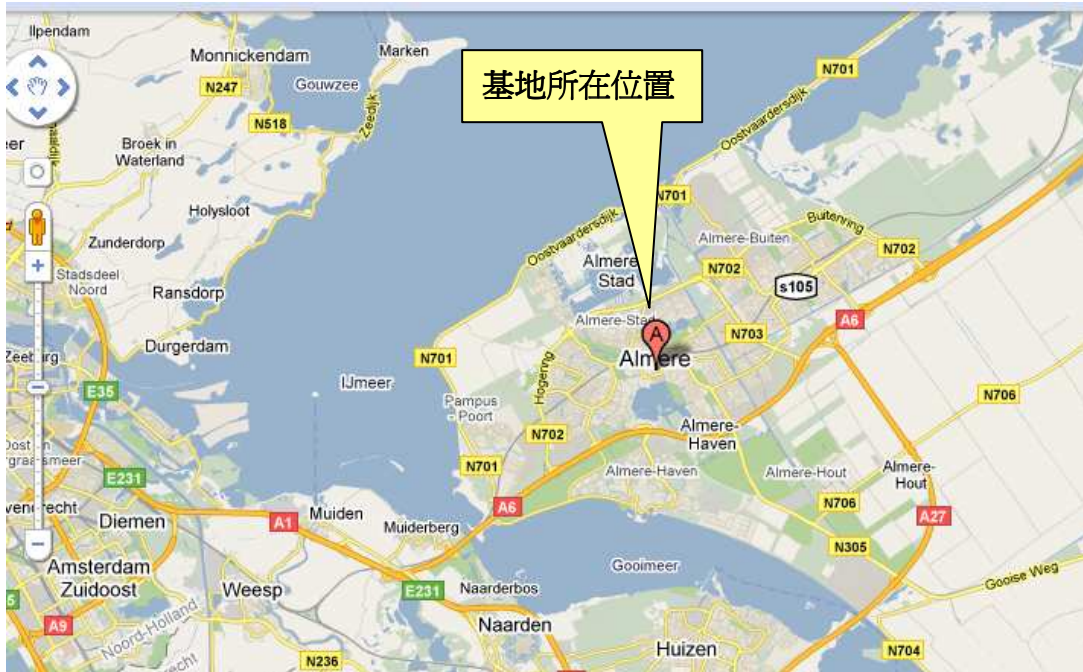 Ilpendam
Monnickendam
Marken
Gouwzee
N247
N518
Zeedijk
Broek in
Waterland
Holysloot
Zunderdorp
Stadsdeel
Noord
Ransdorp
Durgerdam
E35
IJmeer
基地所在位置
N701
Oostvaardersdijk
N701
Oostvaardersdijk
Buitenring
Almere-Buiten
N702
N702
Almere
Stad
s105
Almere-Stad
A
Almere
N703
A6
N701
Hogering
Pampus
- Poort
N706
N702
Almere-
Haven
N701
Almere-Haven
Almere-Hout
Almere-
Hout
E231
A6
N706
A27
Diemen
A1
Muiden
Muiderberg
N305
Gooimeer
Gooise Weg
Amsterdam
Zuidoost
Weesp
E231
Naarderbos
A9
Noord-Holland
Naarden
Huizen
N236
N704